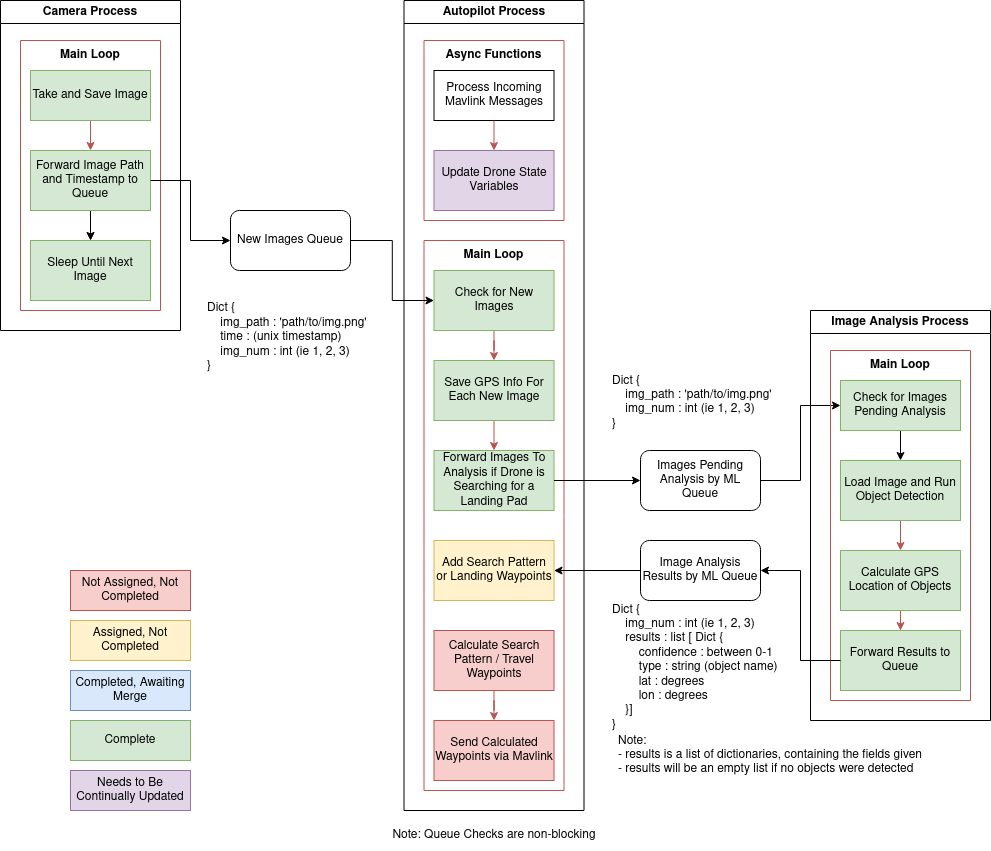 Camera Process
Main Loop
Take and Save Image
Forward Image Path
and Timestamp to
Queue
Sleep Until Next
Image
New Images Queue
Dict {
img_path : 'path/to/img.png'
time : (unix timestamp)
img_num : int (ie 1, 2, 3)
}
Autopilot Process
Async Functions
Process Incoming
Mavlink Messages
Update Drone State
Variables
Main Loop
Check for New
Images
Save GPS Info For
Each New Image
Forward Images To
Analysis if Drone is
Searching for a
Landing Pad
Add Search Pattern
or Landing Waypoints
Calculate Search
Pattern / Travel
Waypoints
Send Calculated
Waypoints via Mavlink
Dict {
img_path : 'path/to/img.png'
img_num : int (ie 1, 2, 3)
}
Images Pending
Analysis by ML
Queue
Image Analysis
Results by ML Queue
Dict {
img_num : int (ie 1, 2, 3)
results : list [ Dict {
confidence : between 0-1
type : string (object name)
lat : degrees
lon : degrees
}]
}
Note:
- results is a list of dictionaries, containing the fields given
- results will be an empty list if no objects were detected
Image Analysis Process
Main Loop
Check for Images
Pending Analysis
Load Image and Run
Object Detection
Calculate GPS
Location of Objects
Forward Results to
Queue
Not Assigned, Not
Completed
Assigned, Not
Completed
Completed, Awaiting
Merge
Complete
Needs to Be
Continually Updated
Note: Queue Checks are non-blocking